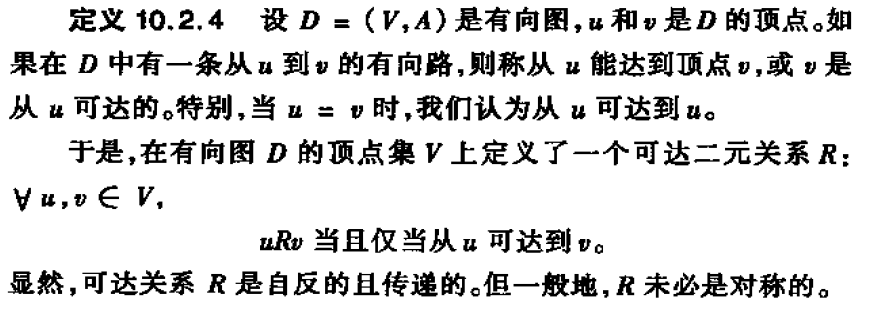 定义 10.2.4 设 D = (V,A) 是有向图,u 和 v 是 D 的顶点。如
果在 D 中有一条从 u 到 v 的有向路,则称从 u 能达到顶点 v,或 v 是
从 u 可达的。特别,当 u = v 时,我们认为从 u 可达到 u。
于是,在有向图 D 的顶点集 V 上定义了一个可达二元关系 R:
∀ u,v ∈ V,
uRv 当且仅当从 u 可达到 v。
显然,可达关系 R 是自反的且传递的。但一般地,R 未必是对称的。